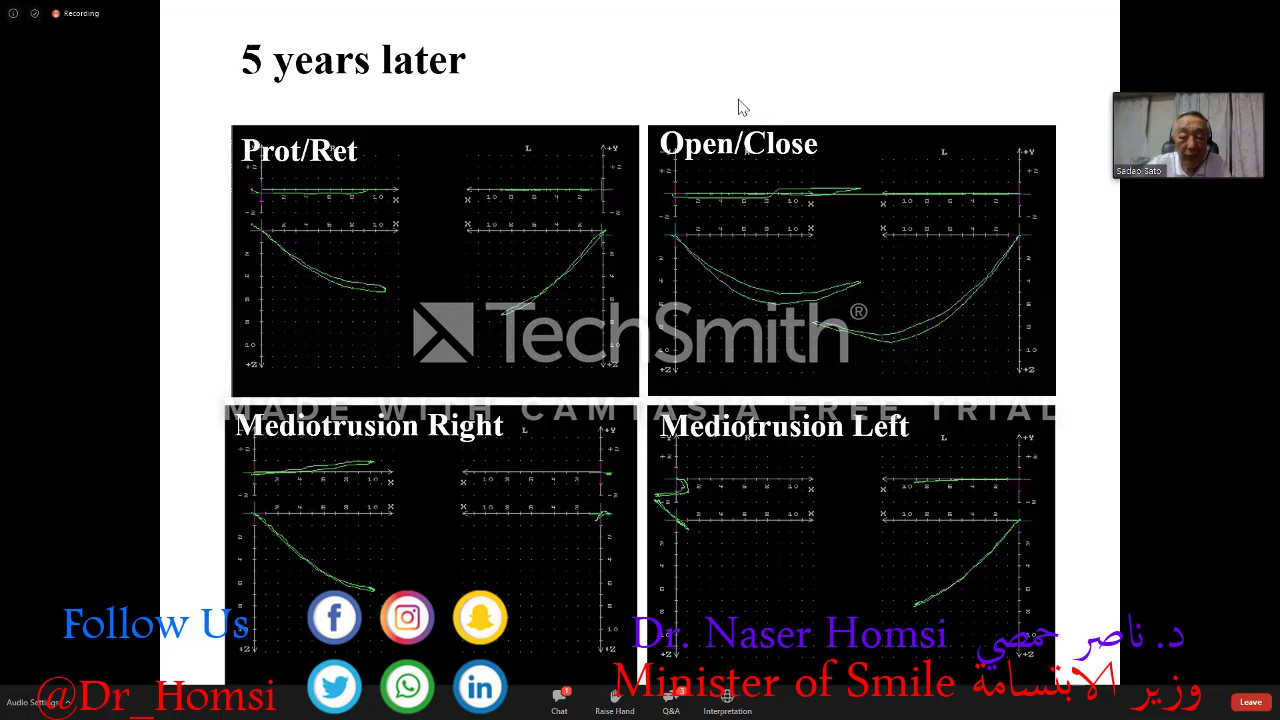 Recording
5 years later
Prot/Ret
Open/Close
L
L
+Y
+Y
Sadao Sato
X
X
X
X
+Z
+Z
+Z
+Z
TechSmith®
MADE WITH CAMTASIA FREE TRIAL
Mediotrusion Right
Mediotrusion Left
L
L
+Y
X
X
X
X
Follow Us
Dr. Naser Homsi د. ناصر حمصي
@Dr_Homsi
Minister of Smile وزير الابتسامة
Audio Settings
Chat
Raise Hand
Q&A
Interpretation
Leave